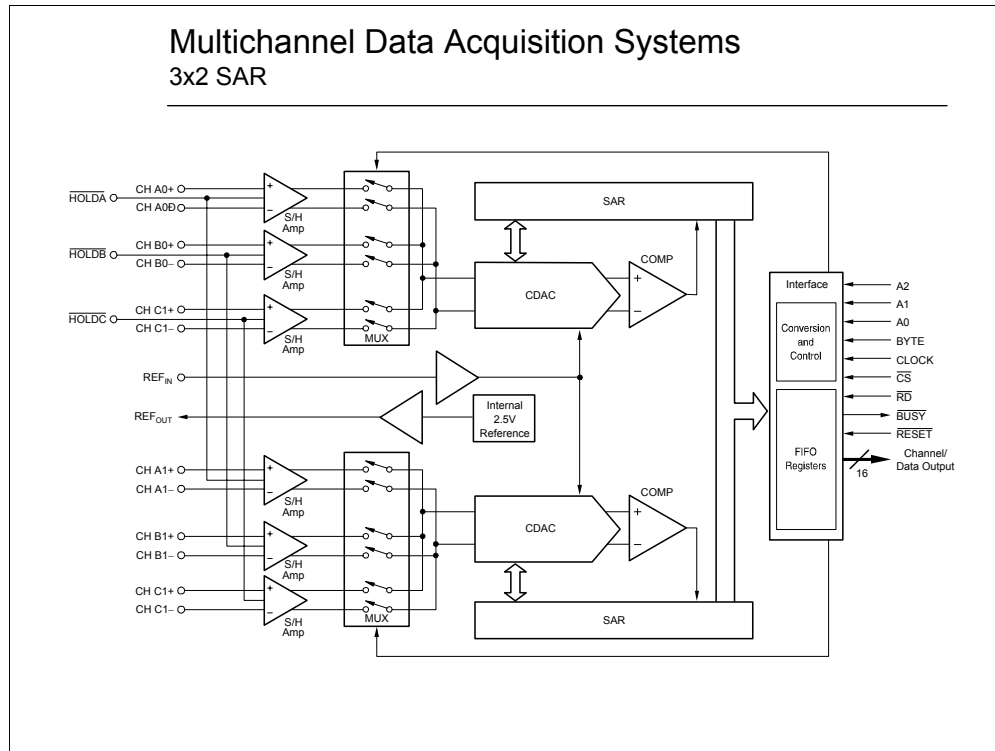 Multichannel Data Acquisition Systems
3x2 SAR
HOLDA
CH A0+
CH A0Đ
S/H
Amp
HOLDB
CH B0+
CH B0−
S/H
Amp
HOLDC
CH C1+
CH C1−
S/H
Amp
MUX
SAR
CDAC
COMP
REFIN
REFOUT
Internal
2.5V
Reference
CH A1+
CH A1−
S/H
Amp
CH B1+
CH B1−
S/H
Amp
CH C1+
CH C1−
S/H
Amp
MUX
CDAC
COMP
SAR
Interface
Conversion
and
Control
FIFO
Registers
A2
A1
A0
BYTE
CLOCK
CS
RD
BUSY
RESET
Channel/
Data Output
16